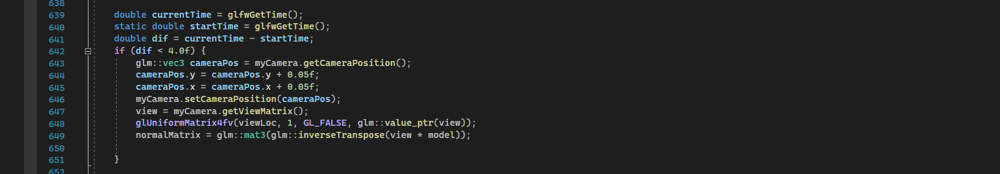 638
639 double currentTime = glfwGetTime();
640 static double startTime = glfwGetTime();
641 double dif = currentTime - startTime;
642 if (dif < 4.0f) {
643 glm::vec3 cameraPos = myCamera.getCameraPosition();
644 cameraPos.y = cameraPos.y + 0.05f;
645 cameraPos.x = cameraPos.x + 0.05f;
646 myCamera.setCameraPosition(cameraPos);
647 view = myCamera.getViewMatrix();
648 glUniformMatrix4fv(viewLoc, 1, GL_FALSE, glm::value_ptr(view));
649 normalMatrix = glm::mat3(glm::inverseTranspose(view * model));
650
651 }
652